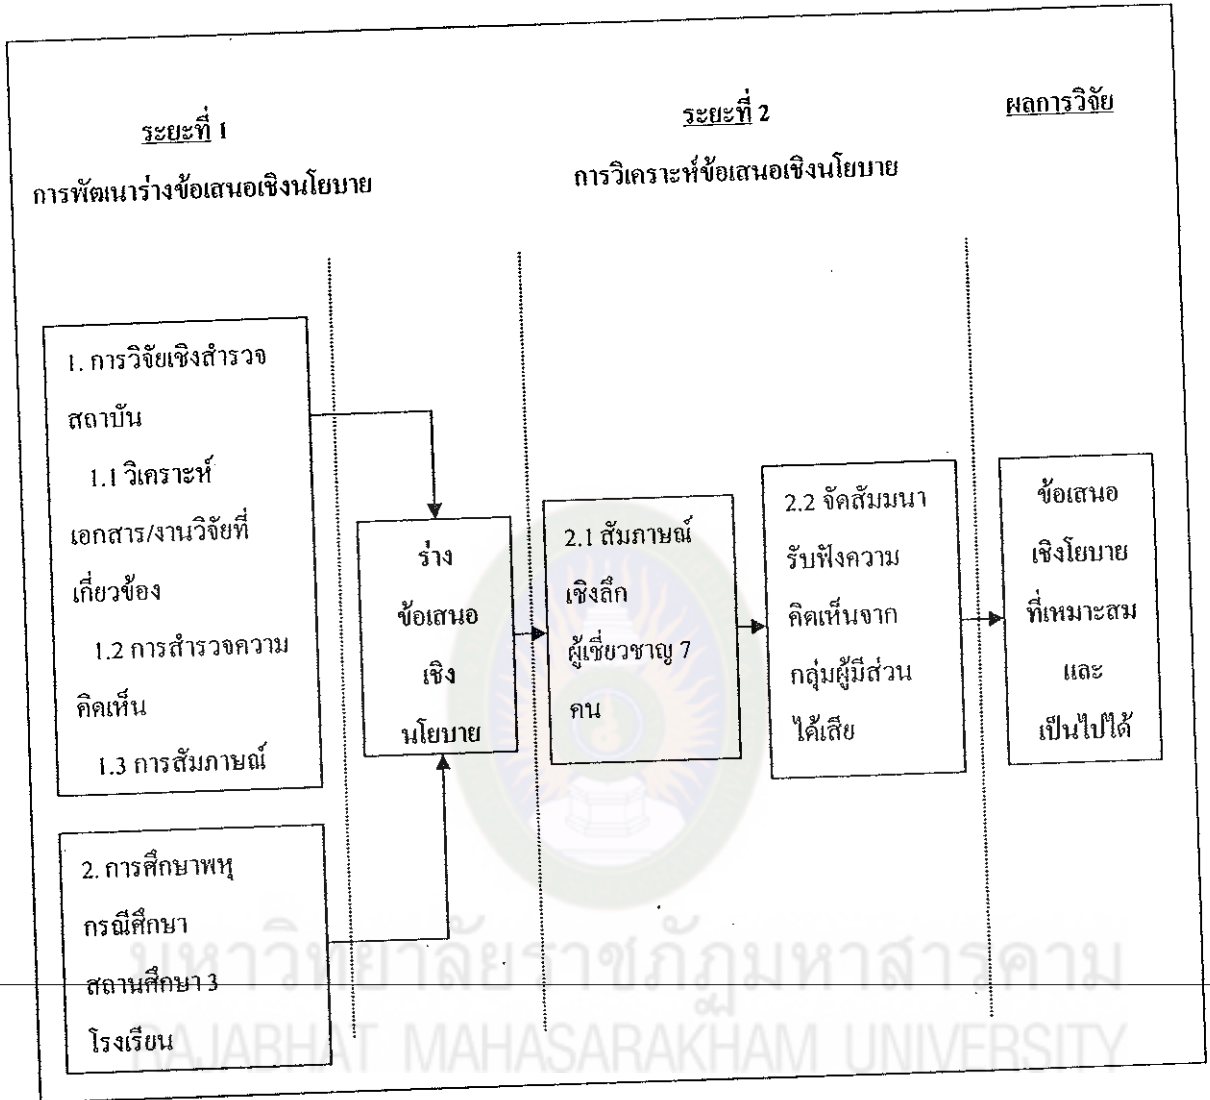 ระยะที่ 1
การพัฒนาร่างข้อเสนอเชิงนโยบาย
ระยะที่ 2
การวิเคราะห์ข้อเสนอเชิงนโยบาย
ผลการวิจัย
1. การวิจัยเชิงสำรวจ
สถาบัน
1.1 วิเคราะห์
เอกสาร/งานวิจัยที่
เกี่ยวข้อง
1.2 การสำรวจความ
คิดเห็น
1.3 การสัมภาษณ์
2. การศึกษาพหุ
กรณีศึกษา
สถานศึกษา 3
โรงเรียน
ร่าง
ข้อเสนอ
เชิง
นโยบาย
2.1 สัมภาษณ์
เชิงลึก
ผู้เชี่ยวชาญ 7
คน
2.2 จัดสัมมนา
รับฟังความ
คิดเห็นจาก
กลุ่มผู้มีส่วน
ได้เสีย
ข้อเสนอ
เชิงโยบาย
ที่เหมาะสม
และ
เป็นไปได้
มหาวิทยาลัยราชภัฏมหาสารคาม
RAJABHAT MAHASARAKHAM UNIVERSITY